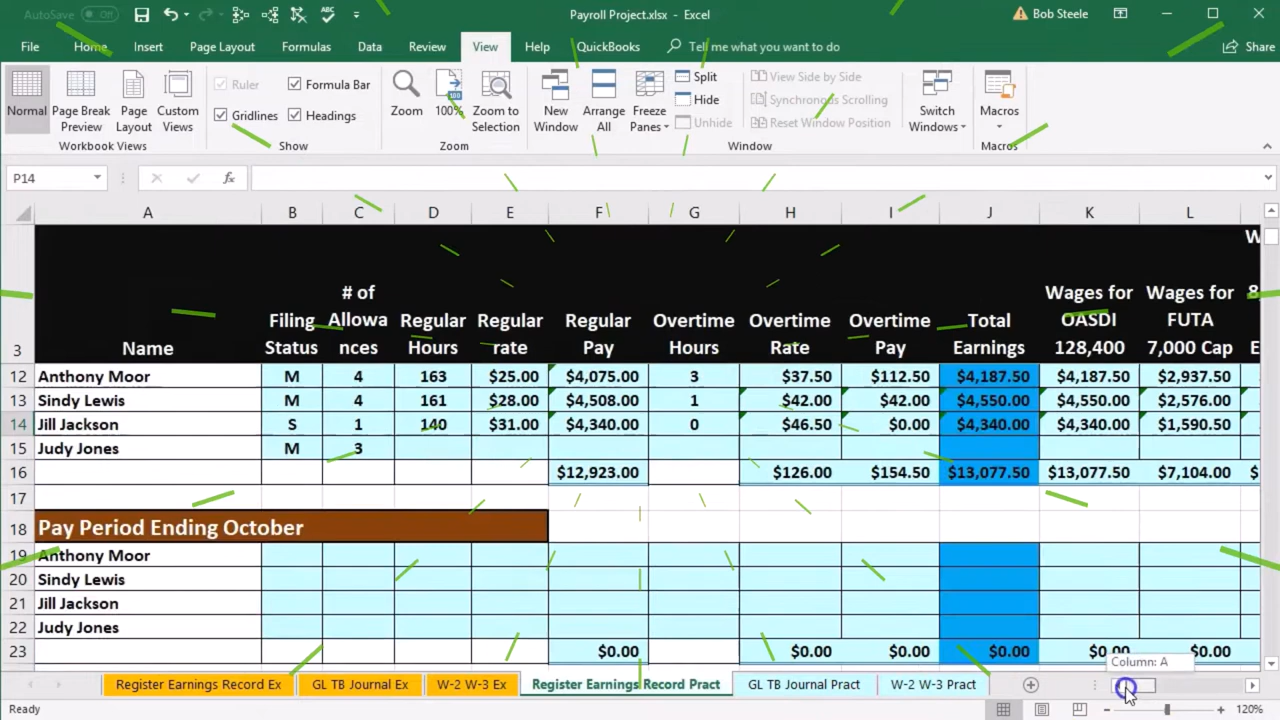 AutoSave Off Payroll Project.xlsx - Excel Bob Steele
File Home Insert Page Layout Formulas Data Review View Help QuickBooks Tell me what you want to do Share
Normal Page Break Preview Page Layout Custom Views
Ruler Formula Bar
Gridlines Headings
Zoom 100% Zoom to Selection
New Window Arrange All Freeze Panes
Split
Hide
Unhide
View Side by Side
Synchronous Scrolling
Reset Window Position
Switch Windows Macros
Workbook Views Show Zoom Window Macros
P14 fx
A B C D E F G H I J K L
3 Name Filing Status # of Allowa nces Regular Hours Regular rate Regular Pay Overtime Hours Overtime Rate Overtime Pay Total Earnings Wages for OASDI 128,400 Wages for FUTA 7,000 Cap W 8 E
12 Anthony Moor M 4 163 $25.00 $4,075.00 3 $37.50 $112.50 $4,187.50 $4,187.50 $2,937.50
13 Sindy Lewis M 4 161 $28.00 $4,508.00 1 $42.00 $42.00 $4,550.00 $4,550.00 $2,576.00
14 Jill Jackson S 1 140 $31.00 $4,340.00 0 $46.50 $0.00 $4,340.00 $4,340.00 $1,590.50
15 Judy Jones M 3
16 $12,923.00 $126.00 $154.50 $13,077.50 $13,077.50 $7,104.00 $
17
18 Pay Period Ending October
19 Anthony Moor
20 Sindy Lewis
21 Jill Jackson
22 Judy Jones
23 $0.00 $0.00 $0.00 $0.00 $0.00 $0.00
Column: A
Register Earnings Record Ex GL TB Journal Ex W-2 W-3 Ex Register Earnings Record Pract GL TB Journal Pract W-2 W-3 Pract
Ready 120%